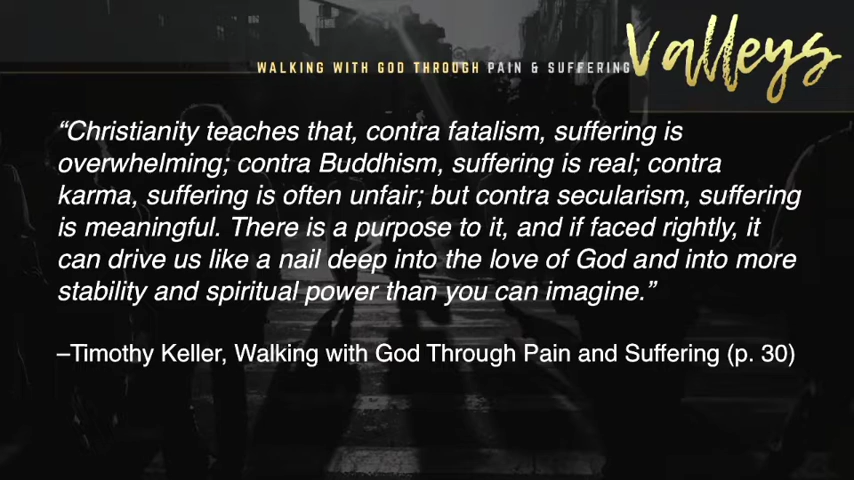 Valleys
WALKING WITH GOD THROUGH PAIN & SUFFERING
“Christianity teaches that, contra fatalism, suffering is
overwhelming; contra Buddhism, suffering is real; contra
karma, suffering is often unfair; but contra secularism, suffering
is meaningful. There is a purpose to it, and if faced rightly, it
can drive us like a nail deep into the love of God and into more
stability and spiritual power than you can imagine.”
–Timothy Keller, Walking with God Through Pain and Suffering (p. 30)